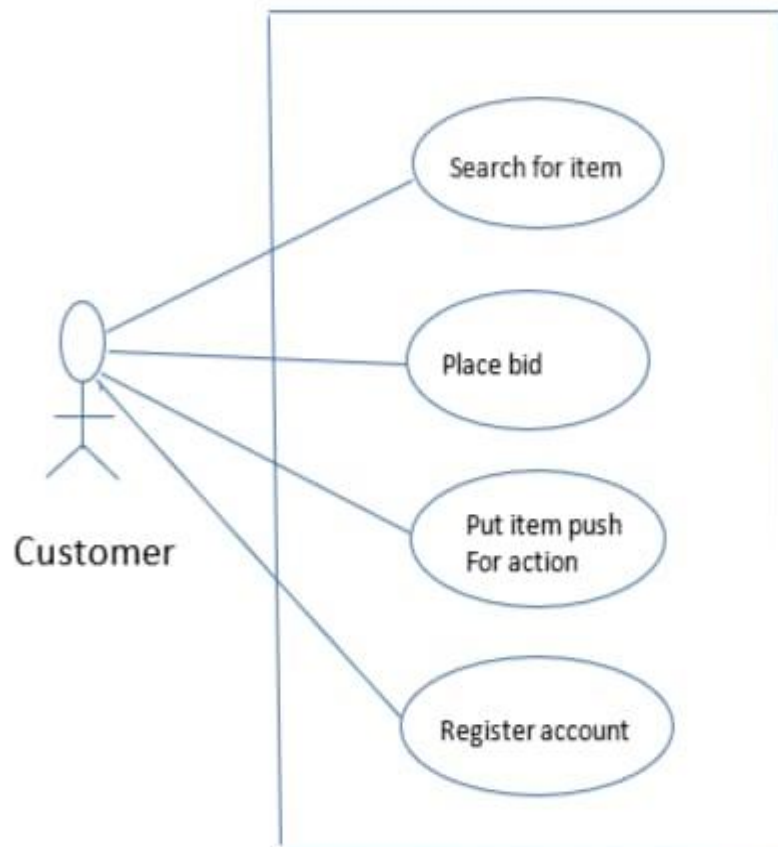 Search for item
Place bid
Put item push
For action
Customer
Register account